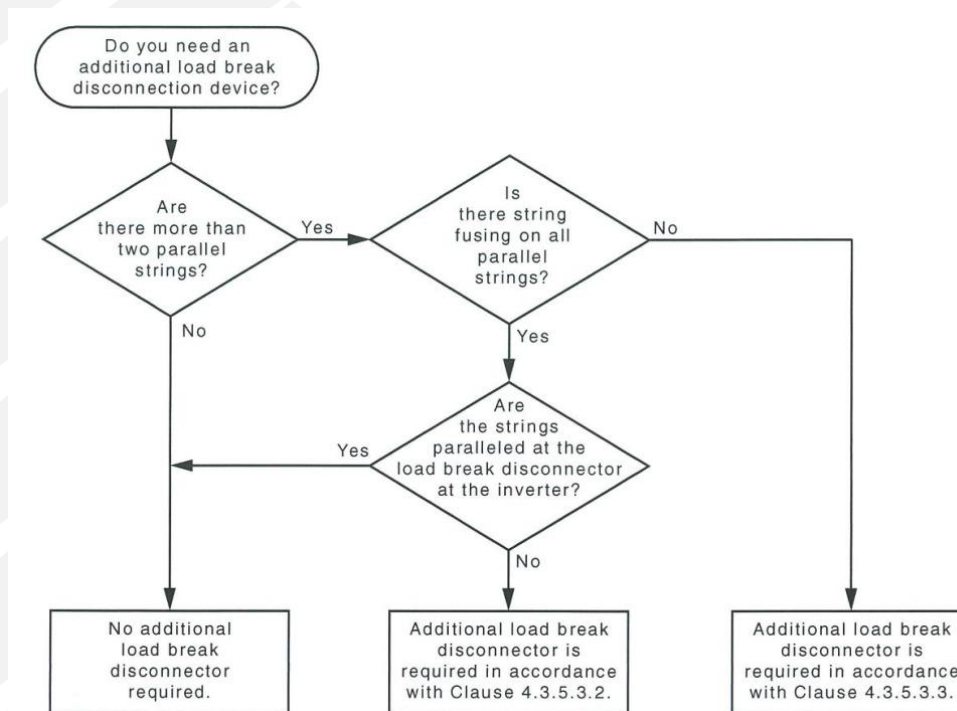 Do you need an
additional load break
disconnection device?
Are
there more than
two parallel
strings?
Yes
No
Is
there string
fusing on all
parallel
strings?
No
Yes
Are
the strings
paralleled at the
load break disconnector
at the inverter?
Yes
No
No additional
load break
disconnector
required.
Additional load break
disconnector is
required in accordance
with Clause 4.3.5.3.2.
Additional load break
disconnector is
required in accordance
with Clause 4.3.5.3.3.